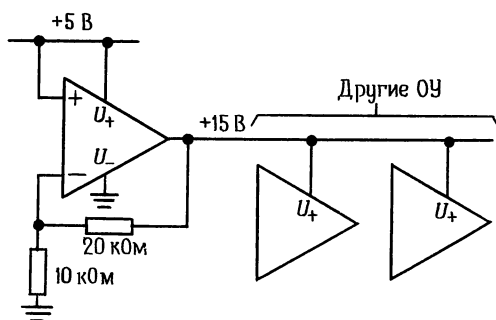 +5 В
Другие ОУ
+15 В
+
U+
U−
−
U+
U+
20 кОм
10 кОм